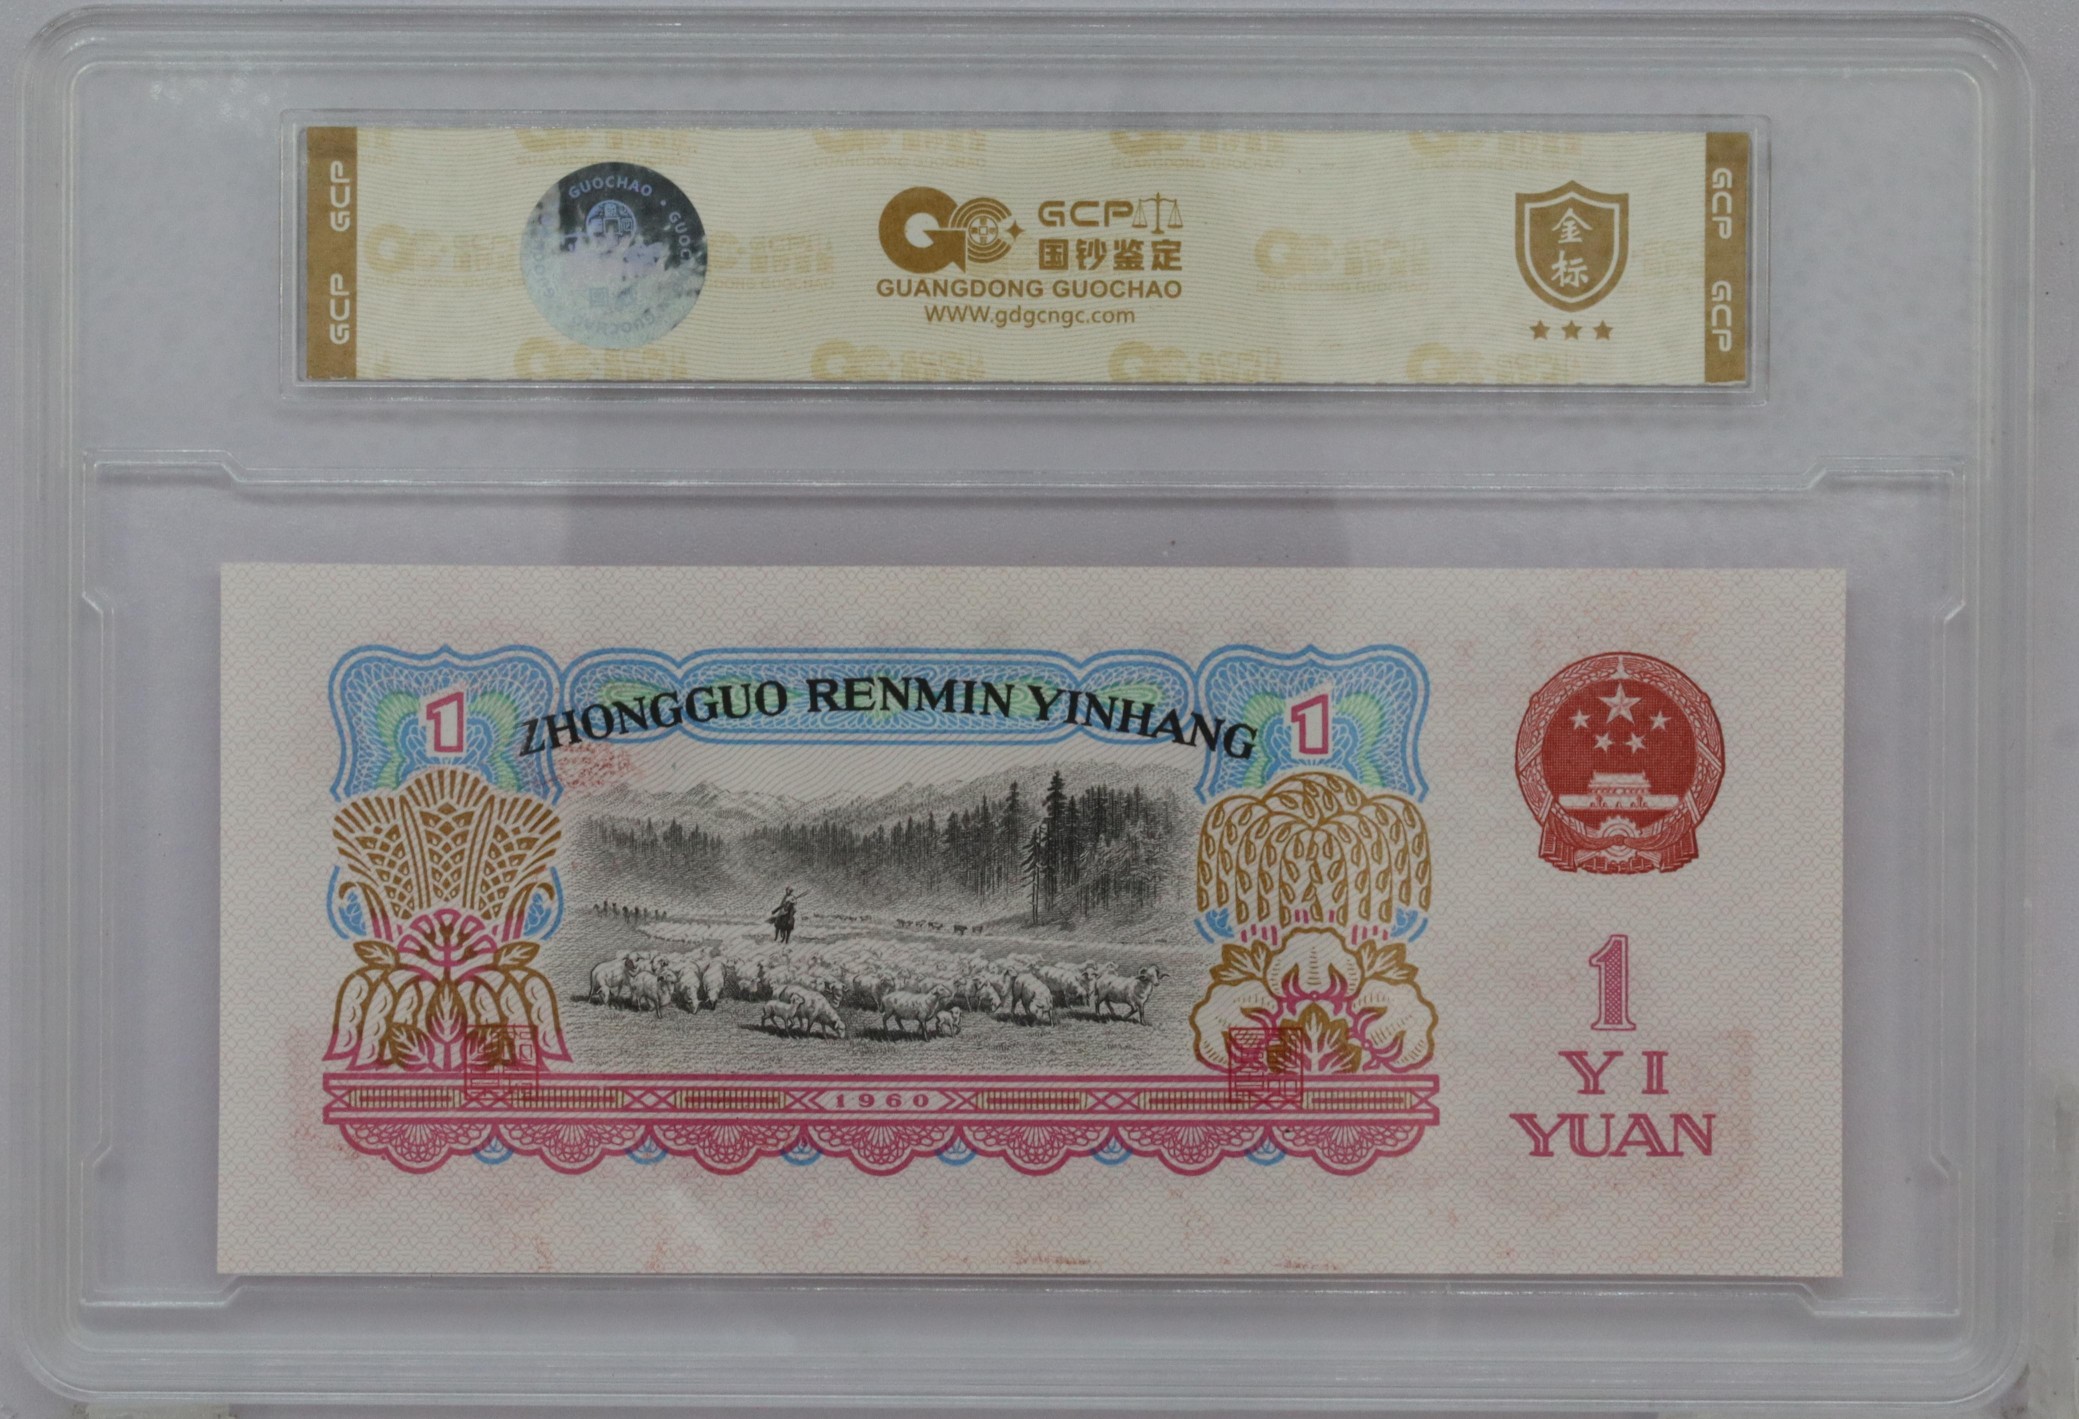 GCP GCP
GUOCHAO · GUOC
GCP
国钞鉴定
GUANGDONG GUOCHAO
www.gdgcngc.com
金标
GCP GCP
ZHONGGUO RENMIN YINHANG
1
1
1960
1
YI
YUAN